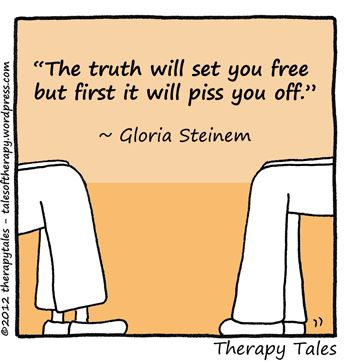 “The truth will set you free
but first it will piss you off.”
~ Gloria Steinem
©2012 therapytales - talesoftherapy.wordpress.com
Therapy Tales